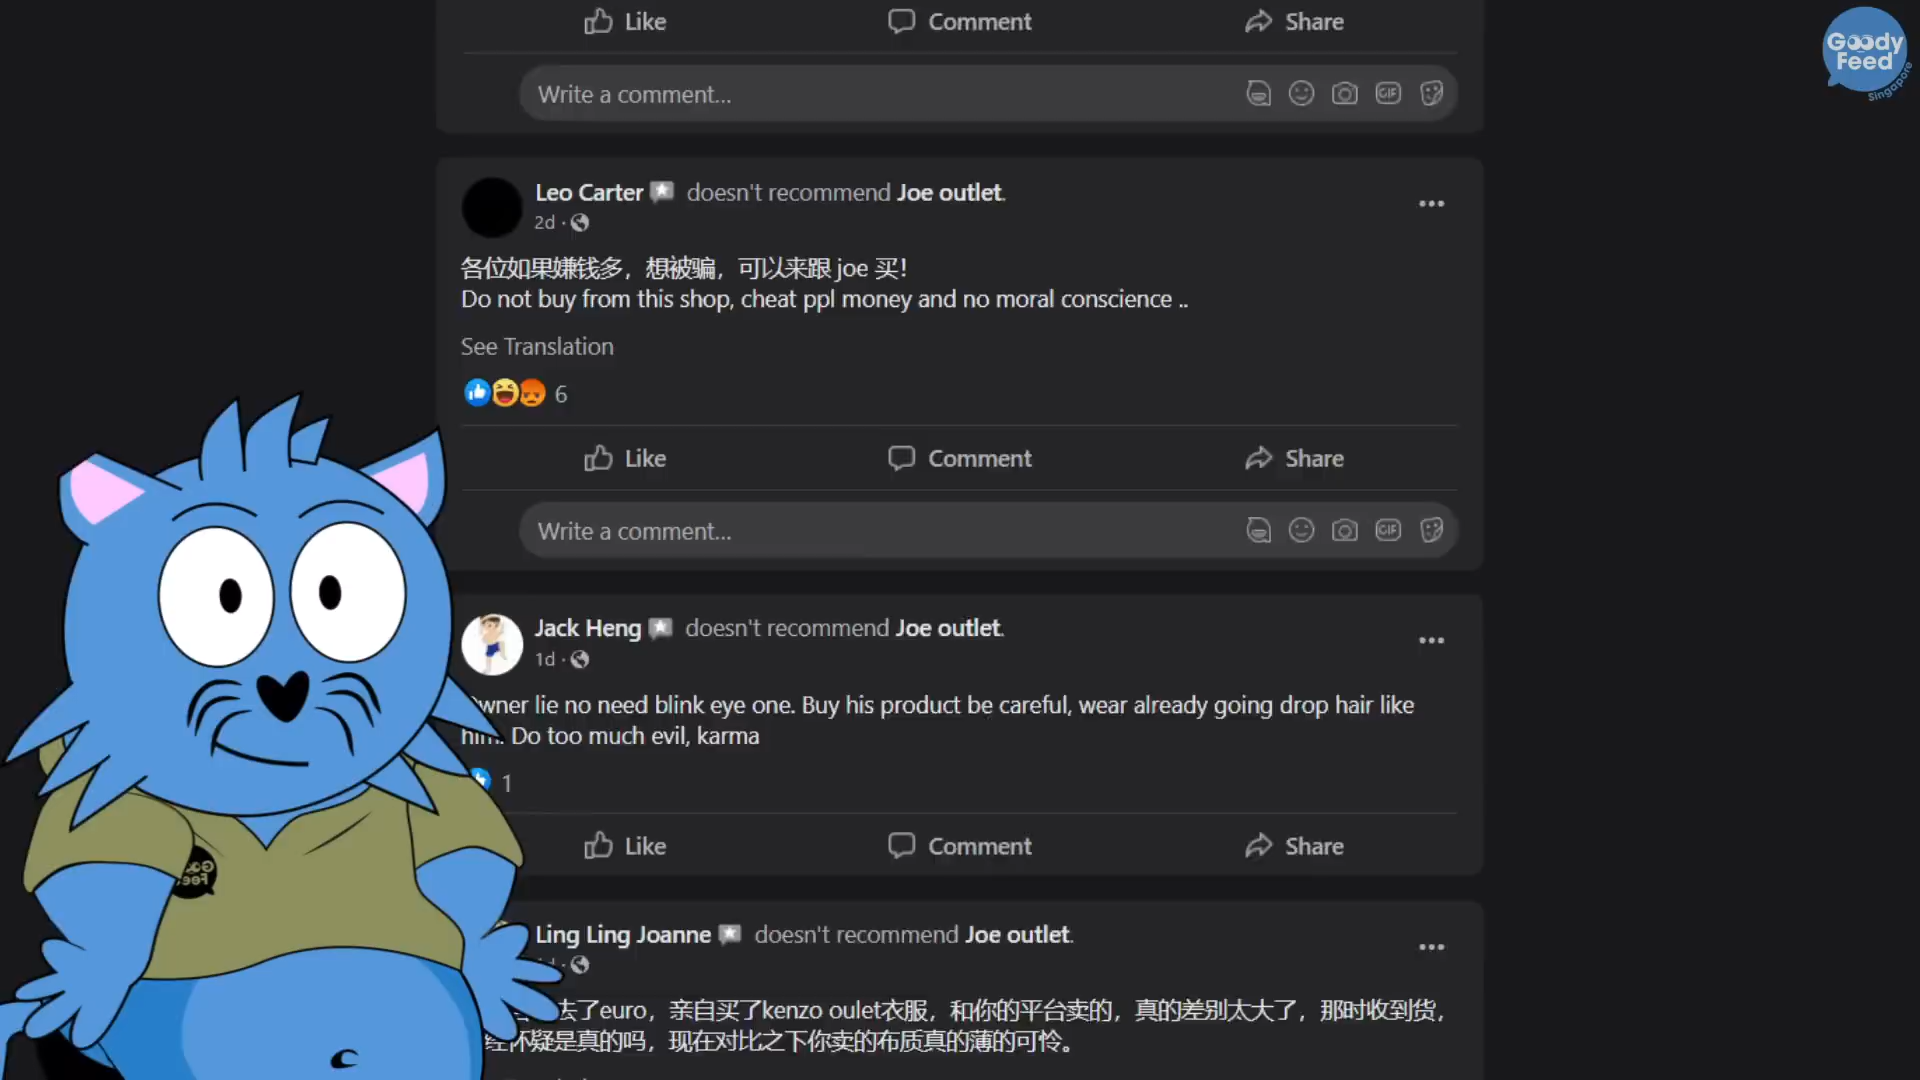 Like Comment Share
Goody
Feed
Singapore
Write a comment...
GIF
Leo Carter doesn't recommend Joe outlet.
2d ·
各位如果嫌钱多，想被骗，可以来跟 joe 买！
Do not buy from this shop, cheat ppl money and no moral conscience ..
See Translation
6
Like Comment Share
Write a comment...
GIF
Jack Heng doesn't recommend Joe outlet.
1d ·
wner lie no need blink eye one. Buy his product be careful, wear already going drop hair like
him. Do too much evil, karma
1
Like Comment Share
Goody
Feed
Ling Ling Joanne doesn't recommend Joe outlet.
去了euro，亲自买了kenzo oulet衣服，和你的平台卖的，真的差别太大了，那时收到货，
怀疑是真的吗，现在对比之下你卖的布质真的薄的可怜。